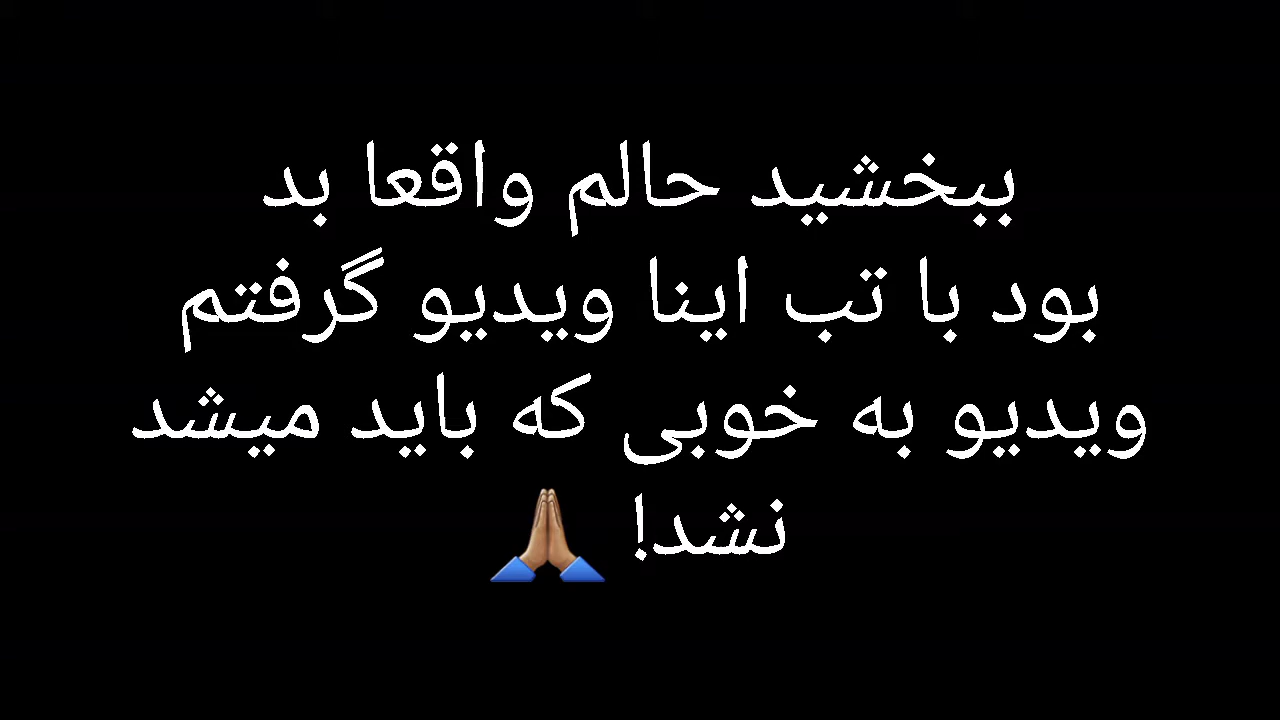 ببخشید حالم واقعا بد
بود با تب اینا ویدیو گرفتم
ویدیو به خوبی که باید میشد
نشد! 🙏🏽